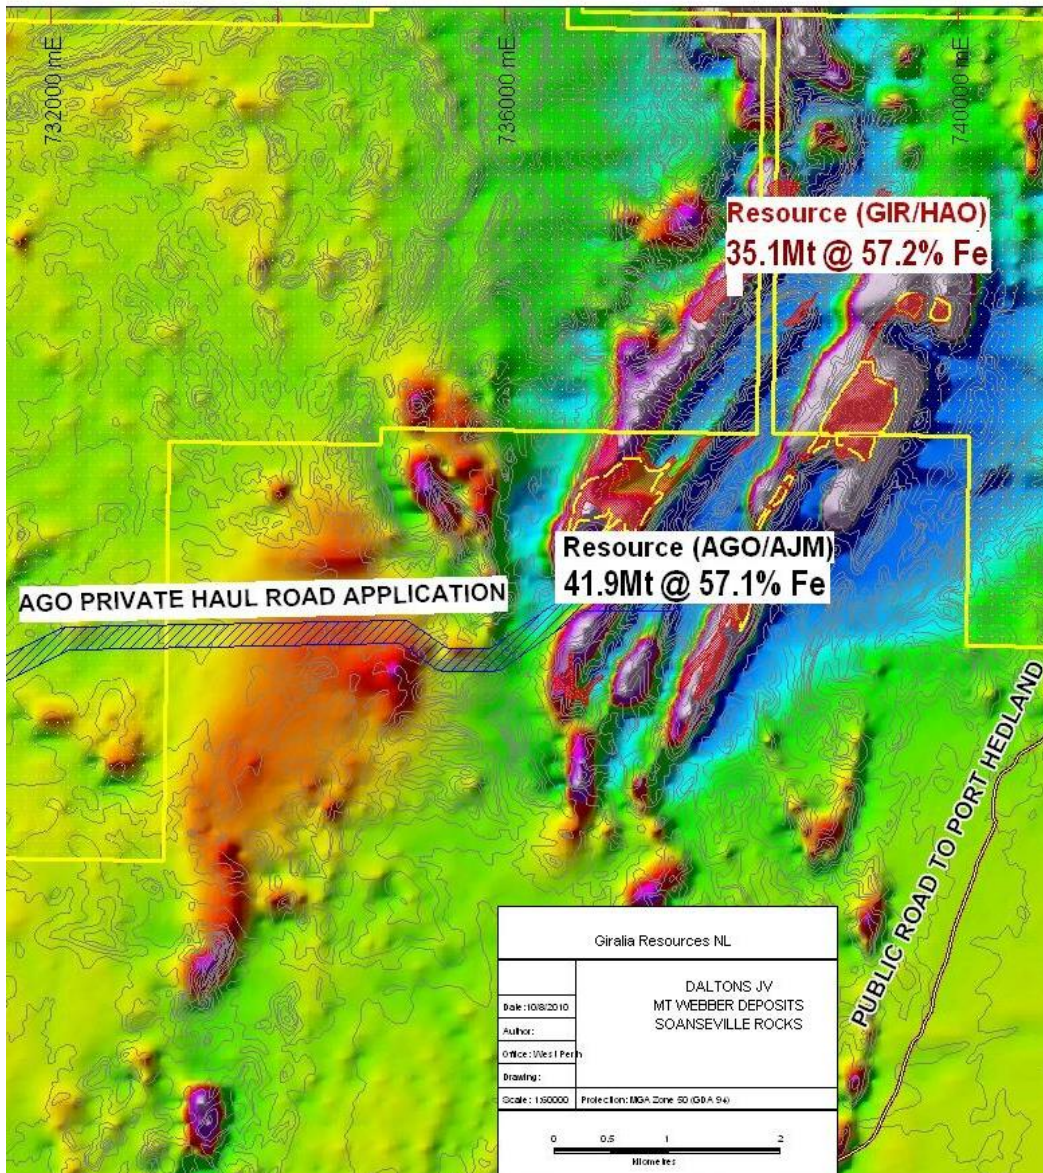 7320000 mE
7360000 mE
7400000 mE
Resource (GIR/HAO)
35.1Mt @ 57.2% Fe
Resource (AGO/AJM)
41.9Mt @ 57.1% Fe
AGO PRIVATE HAUL ROAD APPLICATION
PUBLIC ROAD TO PORT HEDLAND
Giralia Resources NL
DALTONS JV
MT WEBBER DEPOSITS
SOANSEVILLE ROCKS
Date: 10/8/2010
Author:
Office: West Perth
Drawing:
Scale: 1:50000
Projection: MGA Zone 50 (GDA 94)
0 0.5 1 2
kilometres